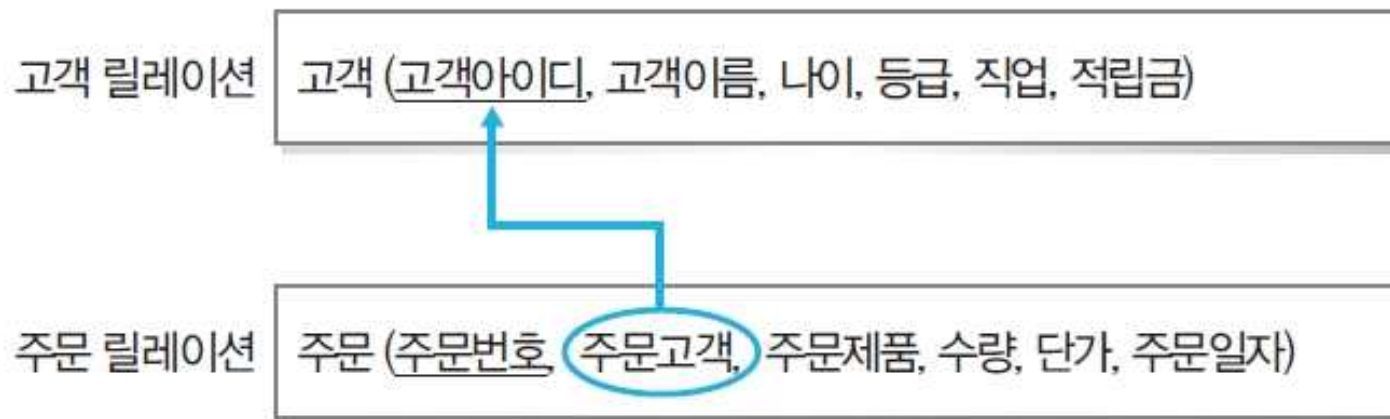 고객 릴레이션 고객 (고객아이디, 고객이름, 나이, 등급, 직업, 적립금)
주문 릴레이션 주문 (주문번호, 주문고객, 주문제품, 수량, 단가, 주문일자)